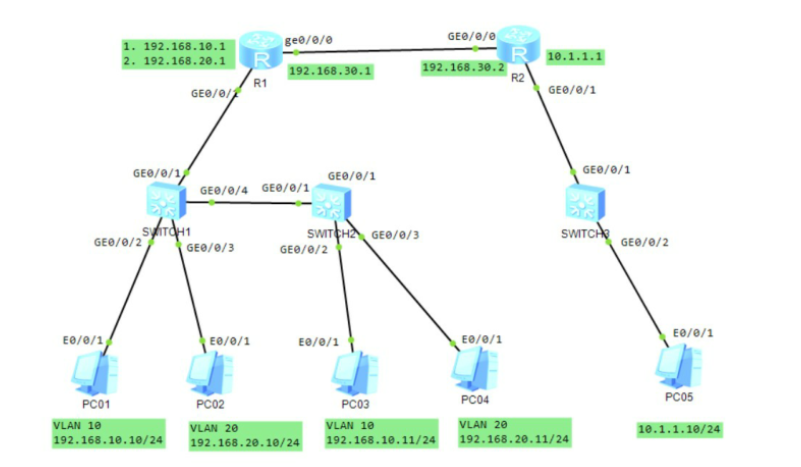 1. 192.168.10.1
2. 192.168.20.1
ge0/0/0
GE0/0/0
192.168.30.1
192.168.30.2
10.1.1.1
R
R1
R
R2
GE0/0/1
GE0/0/1
GE0/0/1
GE0/0/4
GE0/0/1
GE0/0/1
GE0/0/1
SWITCH1
SWITCH2
SWITCH3
GE0/0/2
GE0/0/3
GE0/0/2
GE0/0/3
GE0/0/2
E0/0/1
E0/0/1
E0/0/1
E0/0/1
E0/0/1
PC01
PC02
PC03
PC04
PC05
VLAN 10
192.168.10.10/24
VLAN 20
192.168.20.10/24
VLAN 10
192.168.10.11/24
VLAN 20
192.168.20.11/24
10.1.1.10/24